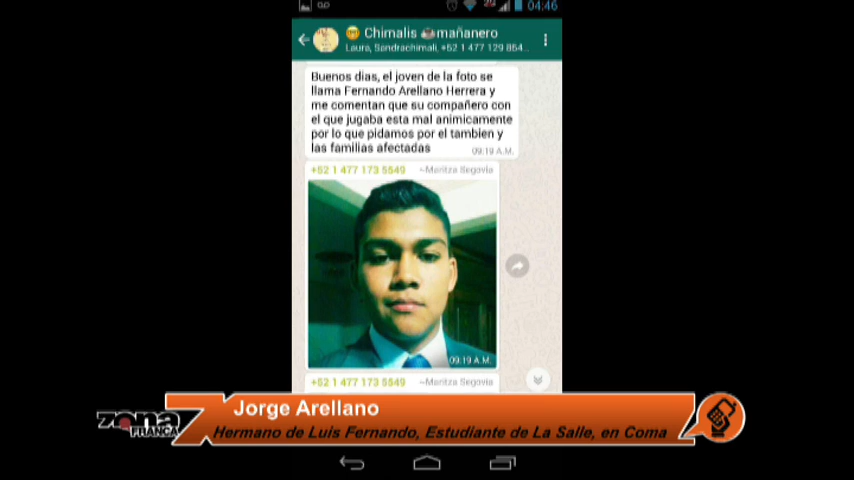 04:46
Chimalis mañanero
Laura, Sandrachimali, +52 1 477 129 864...
Buenos dias, el joven de la foto se
llama Fernando Arellano Herrera y
me comentan que su compañero con
el que jugaba esta mal animicamente
por lo que pidamos por el tambien y
las familias afectadas
09:19 A.M.
+52 1 477 173 5549 ~Maritza Segovia
09:19 A.M.
+52 1 477 173 5549 ~Maritza Segovia
Jorge Arellano
zona
FRANCA
Hermano de Luis Fernando, Estudiante de La Salle, en Coma